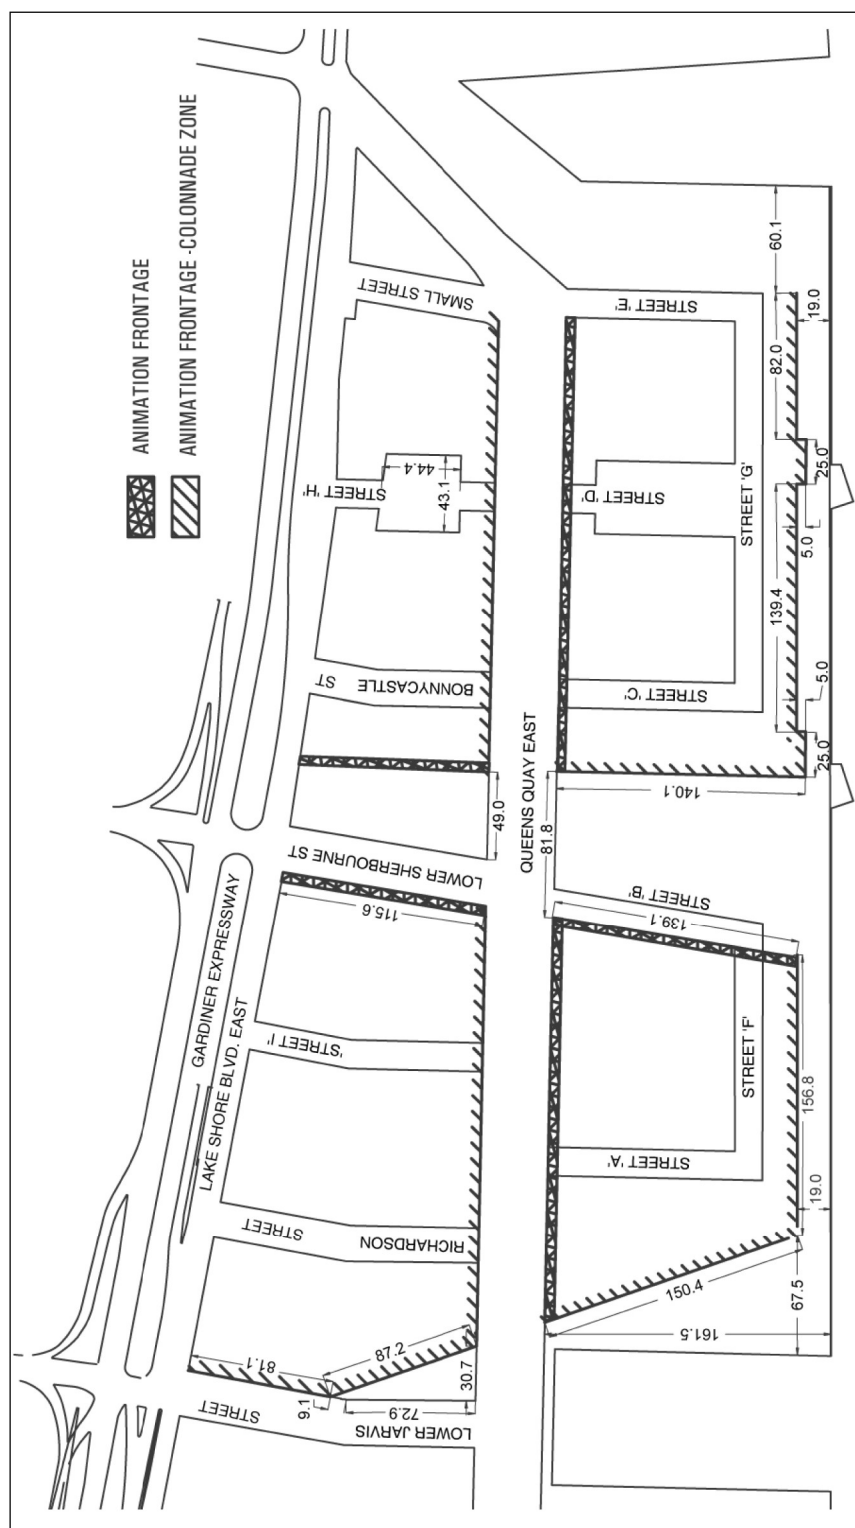 ANIMATION FRONTAGE
ANIMATION FRONTAGE -COLONNADE ZONE
GARDINER EXPRESSWAY
LAKE SHORE BLVD. EAST
QUEENS QUAY EAST
SMALL STREET
STREET 'H'
BONNYCASTLE ST
LOWER SHERBOURNE ST
'STREET I'
RICHARDSON STREET
LOWER JARVIS STREET
STREET 'E'
STREET 'D'
STREET 'C'
STREET 'G'
STREET 'B'
STREET 'F'
STREET 'A'
44.4
43.1
49.0
115.6
81.1
87.2
9.1
72.9
30.7
60.1
19.0
82.0
25.0
5.0
139.4
5.0
25.0
140.1
81.8
139.1
156.8
19.0
150.4
67.5
161.5